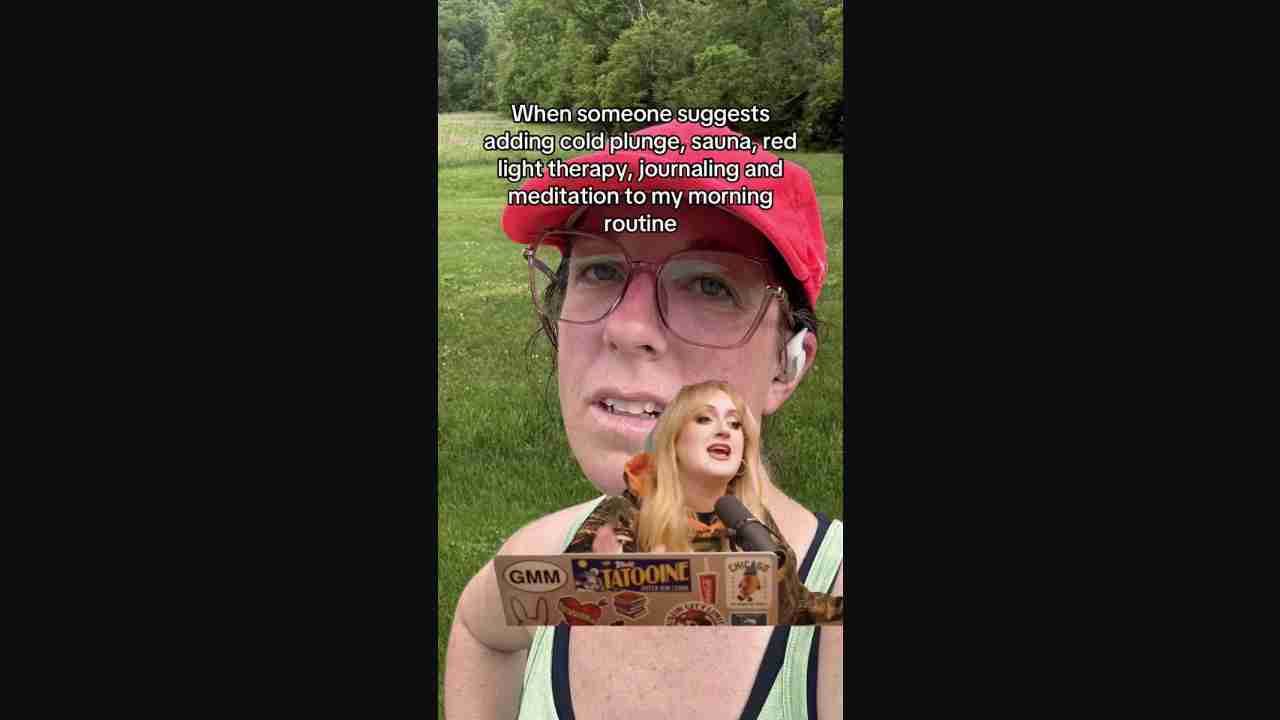 When someone suggests
adding cold plunge, sauna, red
light therapy, journaling and
meditation to my morning
routine
GMM
TATOOINE
CHICAGO